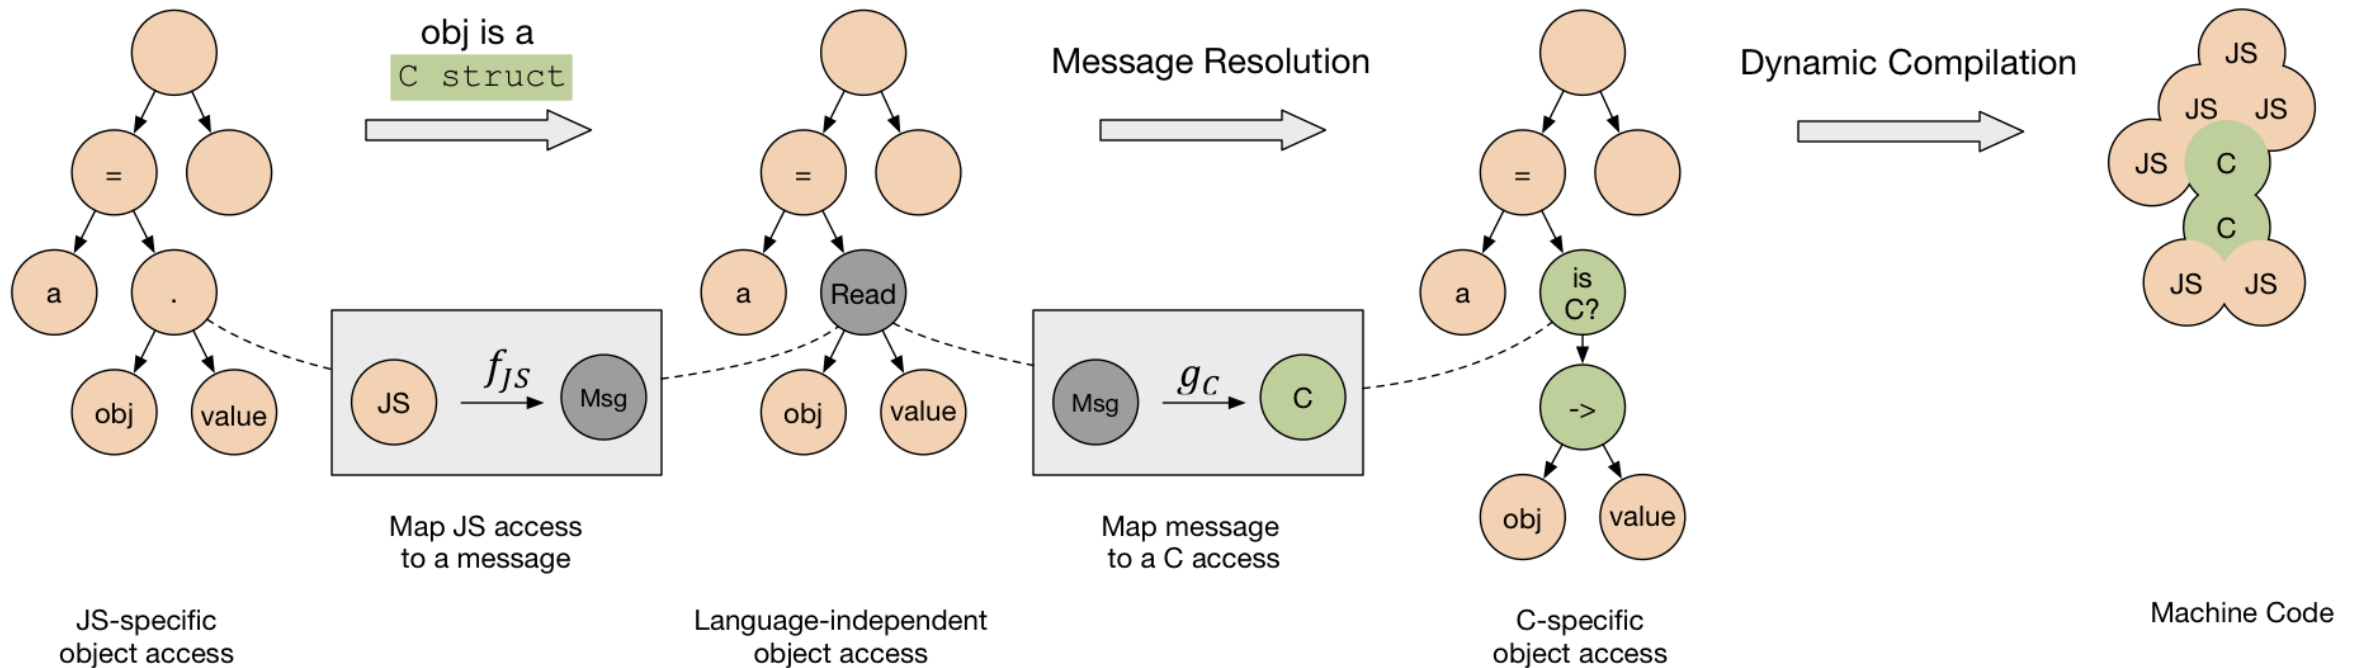 obj is a
C struct
Message Resolution
Dynamic Compilation
=
a
.
obj
value
JS
f_JS
Msg
Map JS access
to a message
JS-specific
object access
=
a
Read
obj
value
Msg
g_C
C
Map message
to a C access
Language-independent
object access
=
a
is
C?
->
obj
value
C-specific
object access
JS
JS JS
JS C
C
JS JS
Machine Code